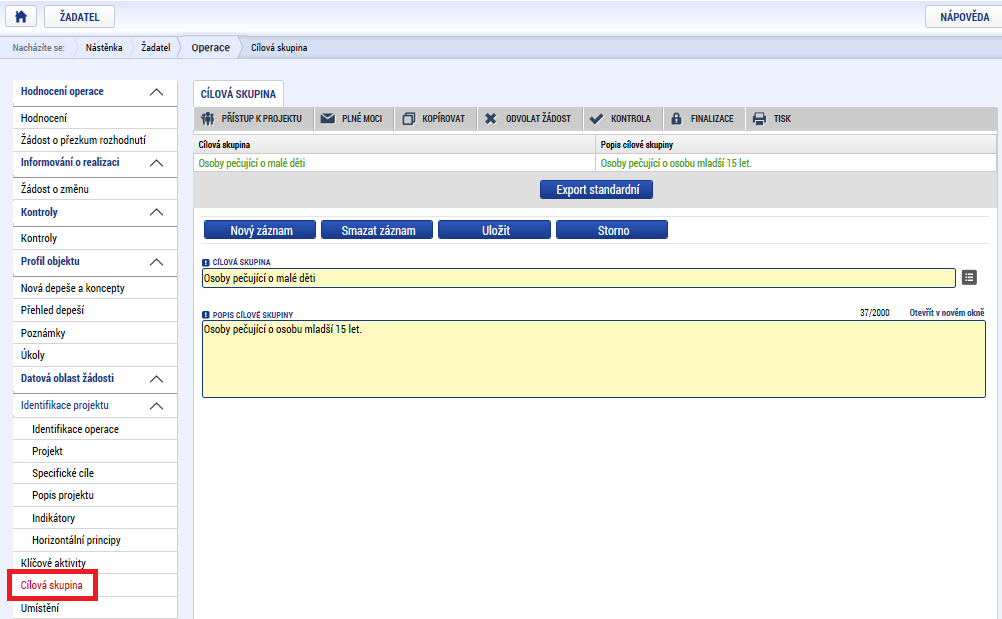 ŽADATEL
NÁPOVĚDA
Nacházíte se: Nástěnka Žadatel Operace Cílová skupina
Hodnocení operace
Hodnocení
Žádost o přezkum rozhodnutí
Informování o realizaci
Žádost o změnu
Kontroly
Kontroly
Profil objektu
Nová depeše a koncepty
Přehled depeší
Poznámky
Úkoly
Datová oblast žádosti
Identifikace projektu
Identifikace operace
Projekt
Specifické cíle
Popis projektu
Indikátory
Horizontální principy
Klíčové aktivity
Cílová skupina
Umístění
CÍLOVÁ SKUPINA
PŘÍSTUP K PROJEKTU PLNÉ MOCI KOPÍROVAT ODVOLAT ŽÁDOST KONTROLA FINALIZACE TISK
Cílová skupina Popis cílové skupiny
Osoby pečující o malé děti Osoby pečující o osobu mladší 15 let.
Export standardní
Nový záznam Smazat záznam Uložit Storno
CÍLOVÁ SKUPINA
Osoby pečující o malé děti
POPIS CÍLOVÉ SKUPINY 37/2000 Otevřít v novém okně
Osoby pečující o osobu mladší 15 let.